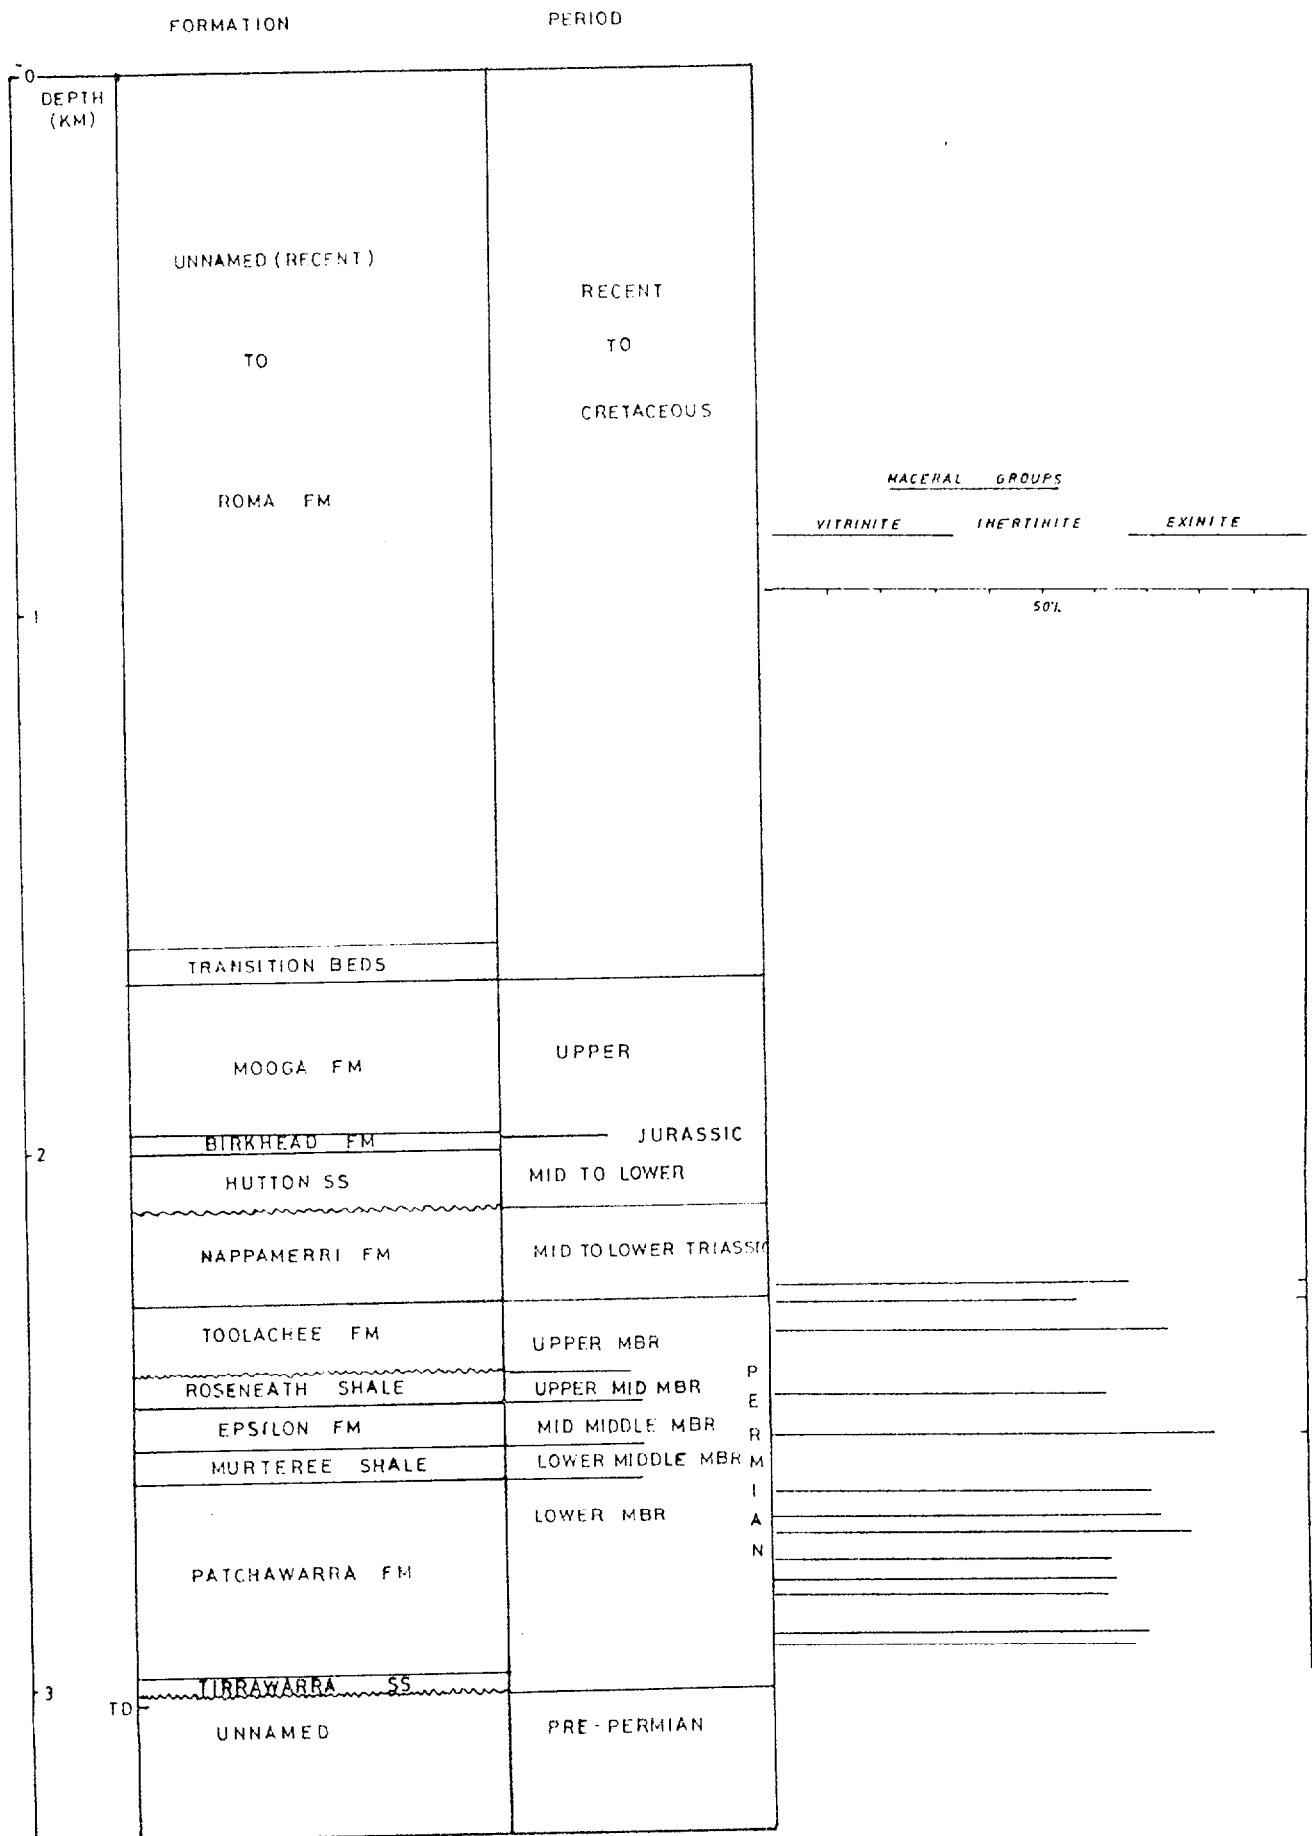 FORMATION PERIOD
0
DEPTH
(KM)
UNNAMED (RECENT)
RECENT
TO
TO
CRETACEOUS
MACERAL GROUPS
ROMA FM
VITRINITE INERTINITE EXINITE
50%
1
TRANSITION BEDS
UPPER
MOOGA FM
JURASSIC
BIRKHEAD FM
2
HUTTON SS
MID TO LOWER
NAPPAMERRI FM
MID TO LOWER TRIASSIC
TOOLACHEE FM
UPPER MBR
ROSENEATH SHALE
UPPER MID MBR
EPSILON FM
MID MIDDLE MBR
MURTEREE SHALE
LOWER MIDDLE MBR
LOWER MBR
PERMIAN
PATCHAWARRA FM
TIRRAWARRA SS
3
TD
UNNAMED
PRE-PERMIAN